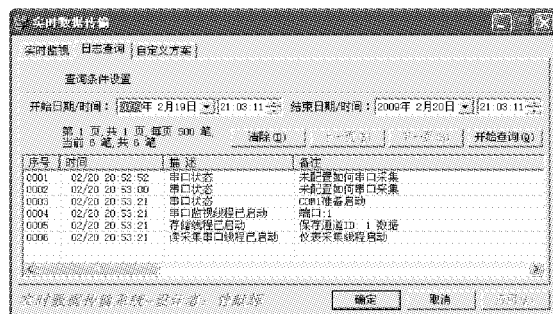 实时数据传输
实时监视 日志查询 自定义方案
查询条件设置
开始日期/时间: 年 2月19日 21:03:11 结束日期/时间: 2009年 2月20日 21:03:11
第 1 页,共 1 页,每页 500 笔, 清除(D) 开始查询(Q)
当前 6 笔,共 6 笔
序号 时间 描述 备注
0001 02/20 20:52:52 串口状态 未配置如何串口采集
0002 02/20 20:53:00 串口状态 未配置如何串口采集
0003 02/20 20:53:21 串口状态 COM1准备启动
0004 02/20 20:53:21 串口监视线程已启动 端口:1
0005 02/20 20:53:21 存储线程已启动 保存通道ID: 1 数据
0006 02/20 20:53:21 读采集串口线程已启动 仪表采集线程启动
实时数据传输系统-设计者:
确定 取消